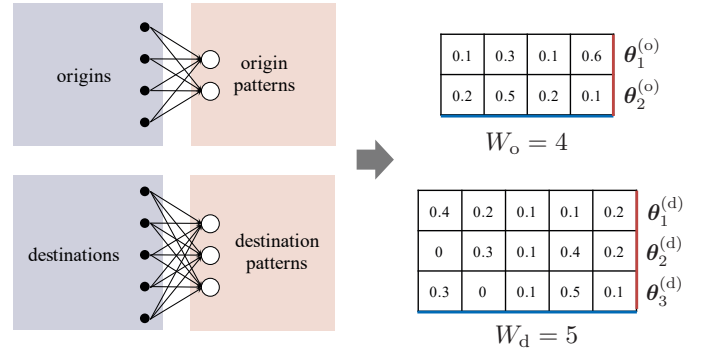 origins
origin
patterns
0.1 0.3 0.1 0.6 θ₁⁽ᵒ⁾
0.2 0.5 0.2 0.1 θ₂⁽ᵒ⁾
Wₒ = 4
destinations
destination
patterns
0.4 0.2 0.1 0.1 0.2 θ₁^(d)
0 0.3 0.1 0.4 0.2 θ₂^(d)
0.3 0 0.1 0.5 0.1 θ₃^(d)
W_d = 5